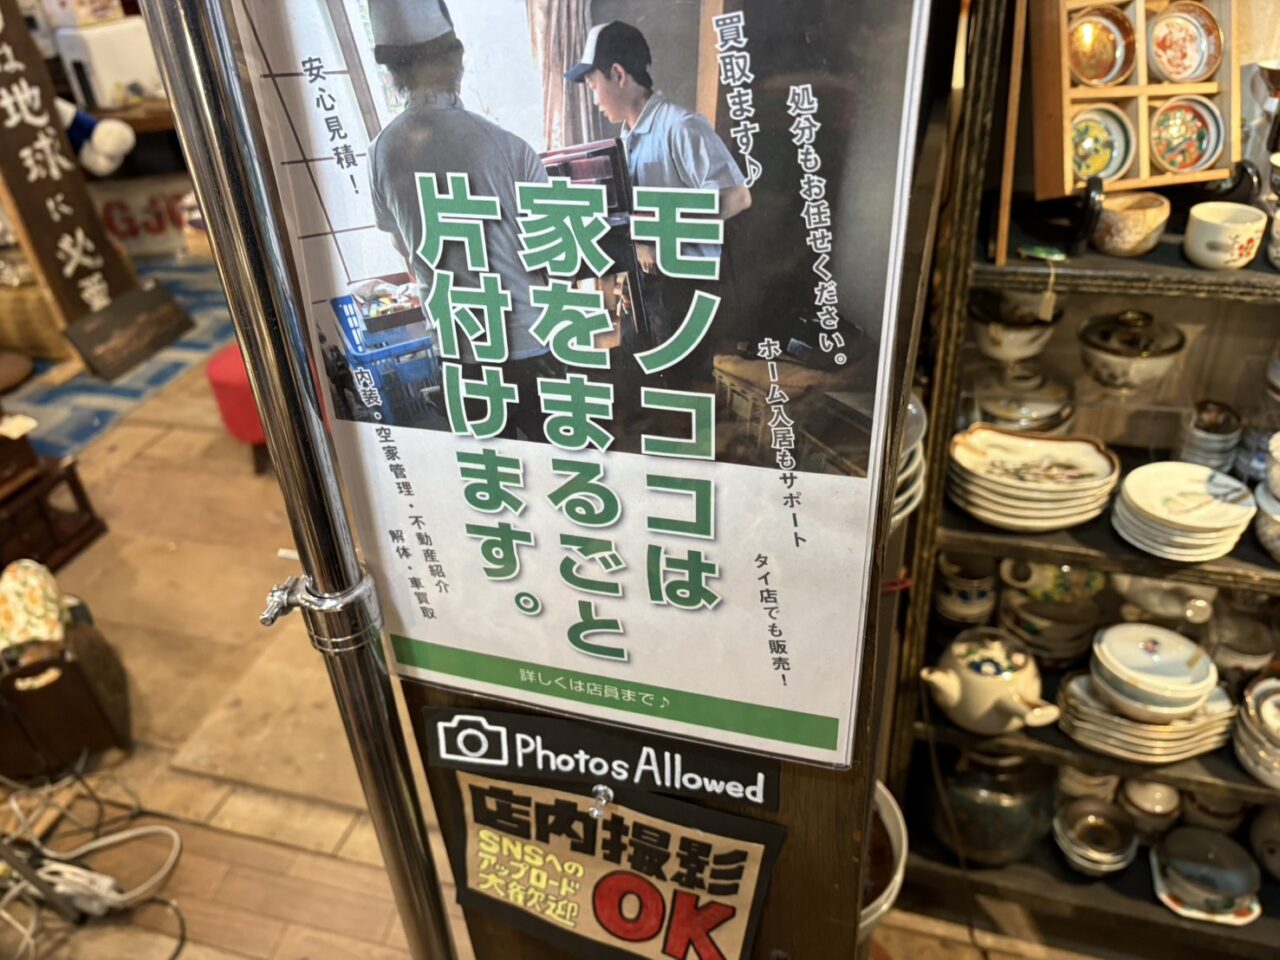 買取ます♪
処分もお任せください。
ホーム入居もサポート
タイ店でも販売！
モノココは
家をまるごと
片付けます。
安心見積！
内装・空家管理・不動産紹介
解体・車買取
詳しくは店員まで♪
Photos Allowed
店内撮影
OK
SNSへの
アップロード
大歓迎
は地球に必要